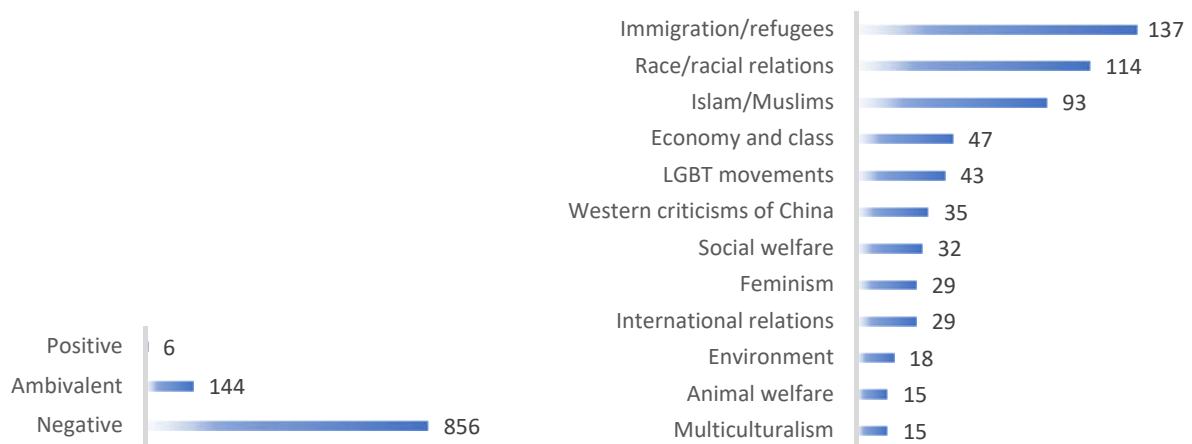 Positive 6
Ambivalent 144
Negative 856
Immigration/refugees 137
Race/racial relations 114
Islam/Muslims 93
Economy and class 47
LGBT movements 43
Western criticisms of China 35
Social welfare 32
Feminism 29
International relations 29
Environment 18
Animal welfare 15
Multiculturalism 15